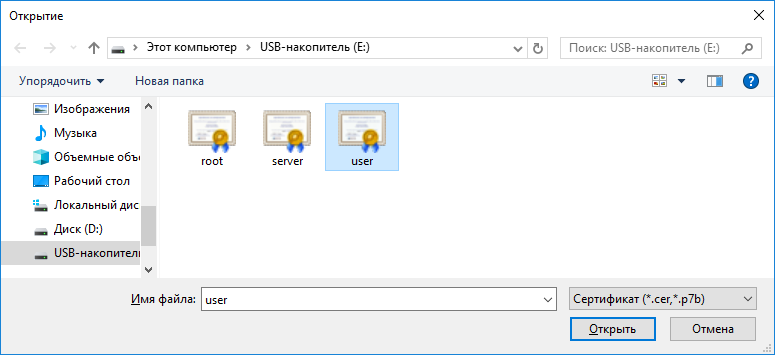 Открытие
Этот компьютер USB-накопитель (E:)
Поиск: USB-накопитель (E:)
Упорядочить Новая папка
?
Изображения
Музыка
Объемные объ
Рабочий стол
Локальный дис
Диск (D:)
USB-накопитель
root server user
Имя файла: user Сертификат (*.cer,*.p7b)
Открыть Отмена